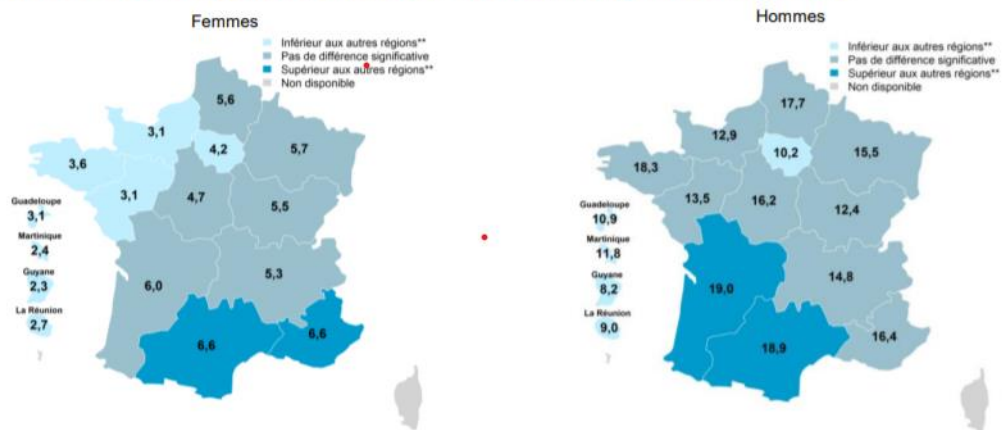 Femmes
Inférieur aux autres régions**
Pas de différence significative
Supérieur aux autres régions**
Non disponible
5,6
3,1
4,2
5,7
3,6
3,1
4,7
5,5
Guadeloupe
3,1
Martinique
2,4
Guyane
2,3
La Réunion
2,7
6,0
5,3
6,6
6,6
Hommes
Inférieur aux autres régions**
Pas de différence significative
Supérieur aux autres régions**
Non disponible
17,7
12,9
10,2
15,5
18,3
13,5
16,2
12,4
Guadeloupe
10,9
Martinique
11,8
Guyane
8,2
La Réunion
9,0
19,0
14,8
16,4
18,9